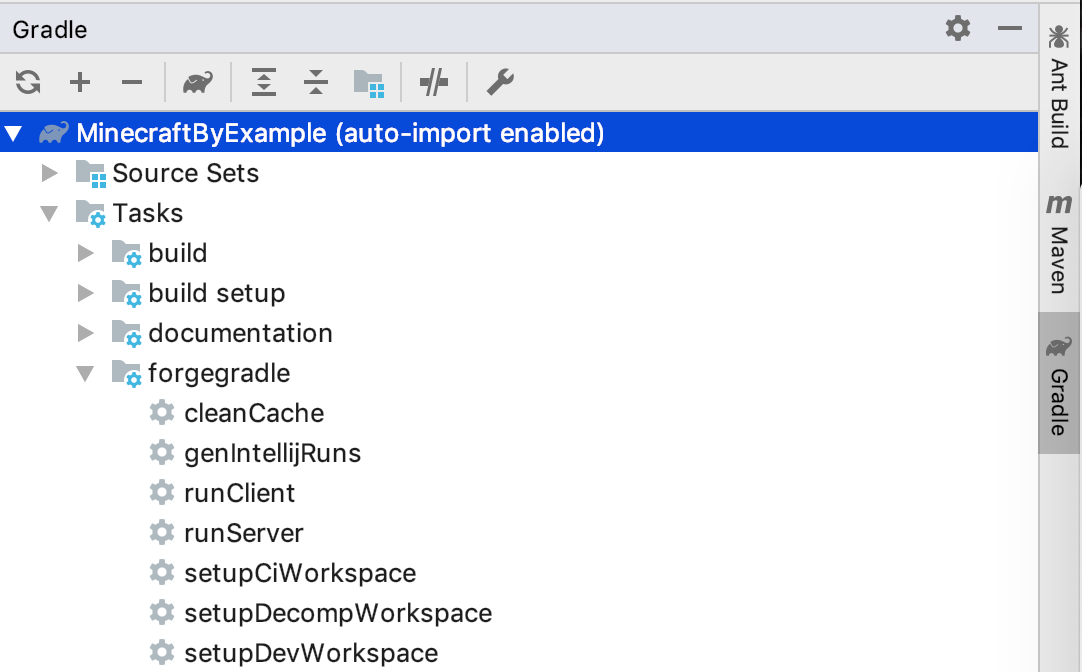 Gradle
MinecraftByExample (auto-import enabled)
Source Sets
Tasks
build
build setup
documentation
forgegradle
cleanCache
genIntellijRuns
runClient
runServer
setupCiWorkspace
setupDecompWorkspace
setupDevWorkspace
Ant Build
m
Maven
Gradle